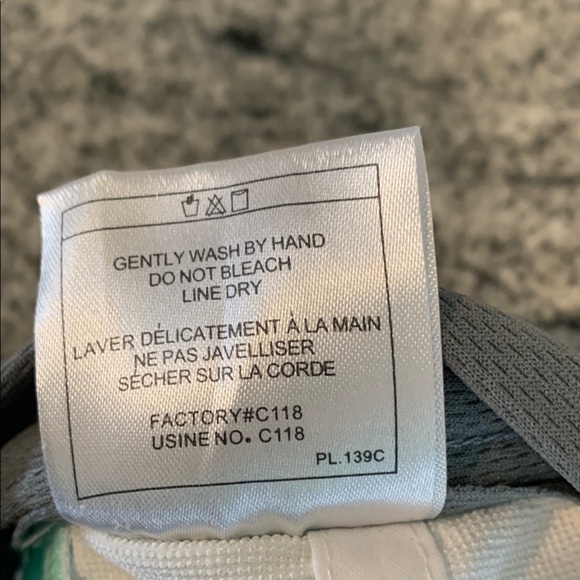 GENTLY WASH BY HAND
DO NOT BLEACH
LINE DRY
LAVER DÉLICATEMENT À LA MAIN
NE PAS JAVELLISER
SÉCHER SUR LA CORDE
FACTORY#C118
USINE NO. C118
PL.139C